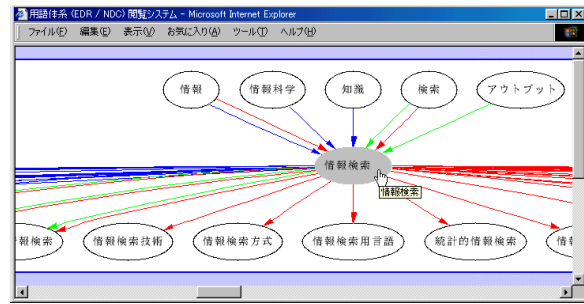 用語体系 (EDR / NDC) 閲覧システム - Microsoft Internet Explorer
ファイル(F) 編集(E) 表示(V) お気に入り(A) ツール(T) ヘルプ(H)
情報 情報科学 知識 検索 アウトプット
情報検索
情報検索
報検索 情報検索技術 情報検索方式 情報検索用言語 統計的情報検索 情